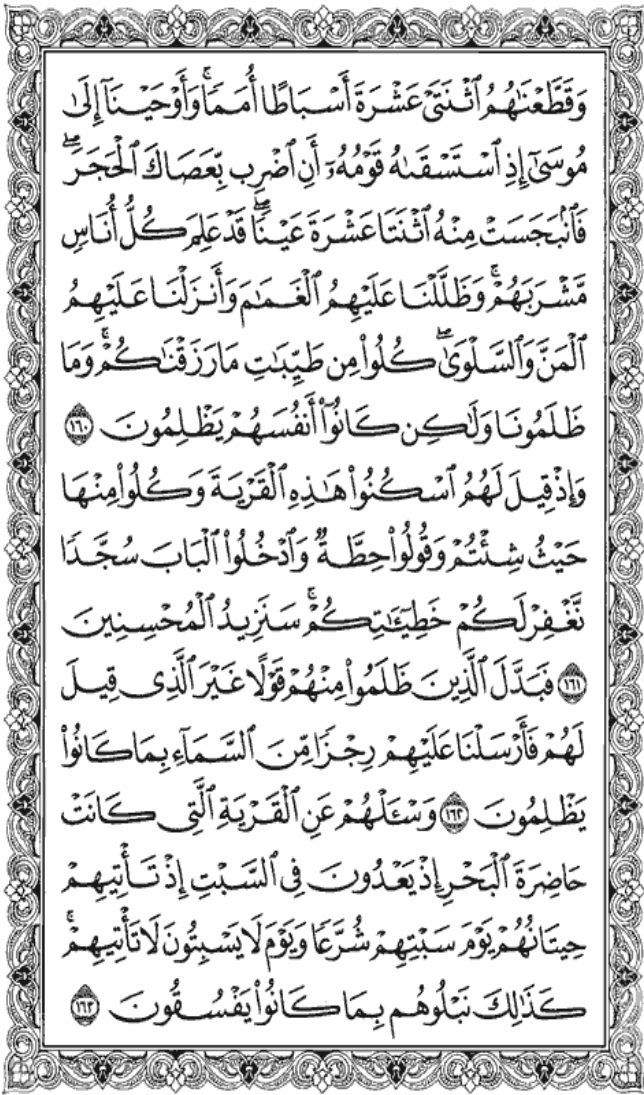 وَقَطَّعْنَٰهُمُ ٱثْنَتَىْ عَشْرَةَ أَسْبَاطًا أُمَمًا ۚ وَأَوْحَيْنَآ إِلَىٰ
مُوسَىٰٓ إِذِ ٱسْتَسْقَىٰهُ قَوْمُهُۥٓ أَنِ ٱضْرِب بِّعَصَاكَ ٱلْحَجَرَ ۖ
فَٱنۢبَجَسَتْ مِنْهُ ٱثْنَتَا عَشْرَةَ عَيْنًا ۖ قَدْ عَلِمَ كُلُّ أُنَاسٍ
مَّشْرَبَهُمْ ۚ وَظَلَّلْنَا عَلَيْهِمُ ٱلْغَمَٰمَ وَأَنزَلْنَا عَلَيْهِمُ
ٱلْمَنَّ وَٱلسَّلْوَىٰ ۖ كُلُوا۟ مِن طَيِّبَٰتِ مَا رَزَقْنَٰكُمْ ۚ وَمَا
ظَلَمُونَا وَلَٰكِن كَانُوٓا۟ أَنفُسَهُمْ يَظْلِمُونَ ١٦٠
وَإِذْ قِيلَ لَهُمُ ٱسْكُنُوا۟ هَٰذِهِ ٱلْقَرْيَةَ وَكُلُوا۟ مِنْهَا
حَيْثُ شِئْتُمْ وَقُولُوا۟ حِطَّةٌ وَٱدْخُلُوا۟ ٱلْبَابَ سُجَّدًا
نَّغْفِرْ لَكُمْ خَطِيٓـَٰٔتِكُمْ ۚ سَنَزِيدُ ٱلْمُحْسِنِينَ
١٦١ فَبَدَّلَ ٱلَّذِينَ ظَلَمُوا۟ مِنْهُمْ قَوْلًا غَيْرَ ٱلَّذِى قِيلَ
لَهُمْ فَأَرْسَلْنَا عَلَيْهِمْ رِجْزًا مِّنَ ٱلسَّمَآءِ بِمَا كَانُوا۟
يَظْلِمُونَ ١٦٢ وَسْـَٔلْهُمْ عَنِ ٱلْقَرْيَةِ ٱلَّتِى كَانَتْ
حَاضِرَةَ ٱلْبَحْرِ إِذْ يَعْدُونَ فِى ٱلسَّبْتِ إِذْ تَأْتِيهِمْ
حِيتَانُهُمْ يَوْمَ سَبْتِهِمْ شُرَّعًا وَيَوْمَ لَا يَسْبِتُونَ لَا تَأْتِيهِمْ ۚ
كَذَٰلِكَ نَبْلُوهُم بِمَا كَانُوا۟ يَفْسُقُونَ ١٦٣